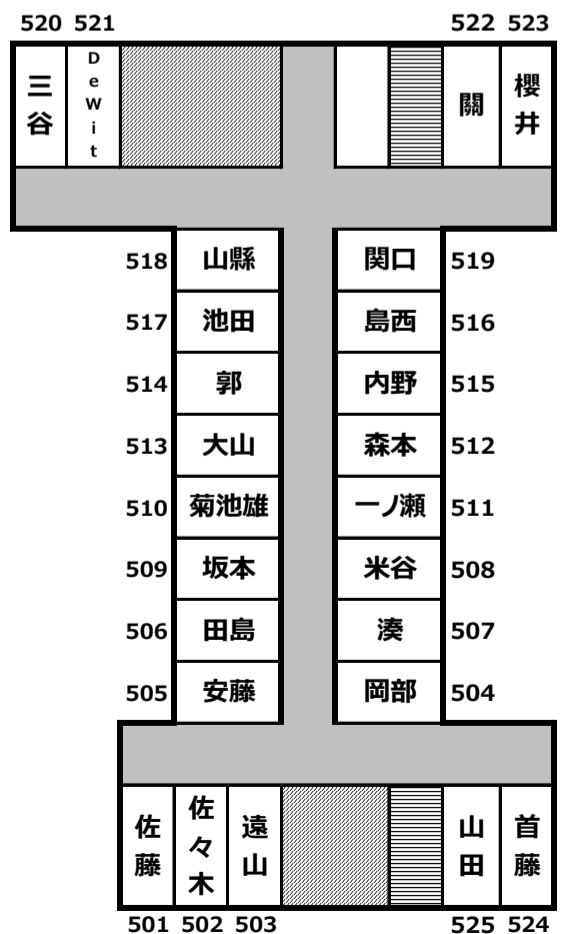 520 521 522 523
三谷 DeWit 關 櫻井
518 山縣 関口 519
517 池田 島西 516
514 郭 内野 515
513 大山 森本 512
510 菊池雄 一ノ瀬 511
509 坂本 米谷 508
506 田島 湊 507
505 安藤 岡部 504
佐藤 佐々木 遠山 山田 首藤
501 502 503 525 524